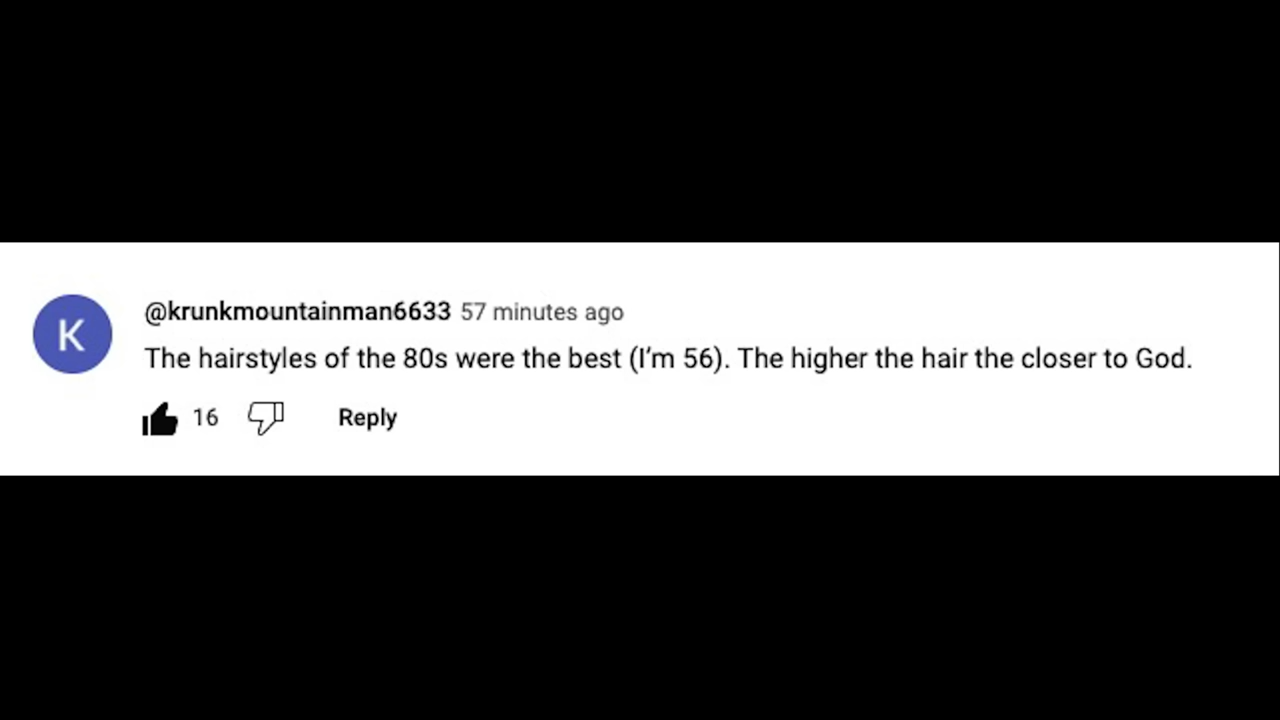 K
@krunkmountainman6633 57 minutes ago
The hairstyles of the 80s were the best (I'm 56). The higher the hair the closer to God.
16 Reply